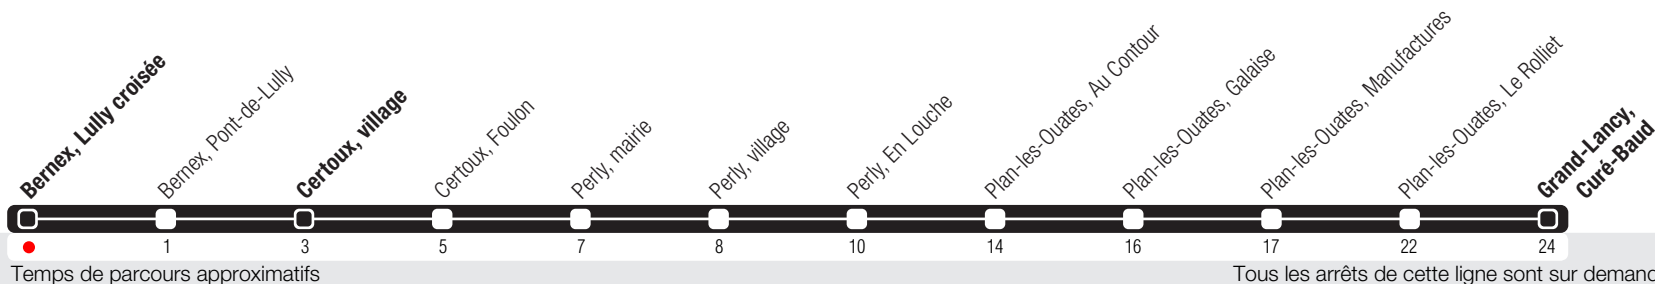 Bernex, Lully croisée
Bernex, Pont-de-Lully
Certoux, village
Certoux, Foulon
Perly, mairie
Perly, village
Perly, En Louche
Plan-les-Ouates, Au Contour
Plan-les-Ouates, Galaise
Plan-les-Ouates, Manufactures
Plan-les-Ouates, Le Rolliet
Grand-Lancy,
Curé-Baud
1 3 5 7 8 10 14 16 17 22 24
Temps de parcours approximatifs
Tous les arrêts de cette ligne sont sur demand